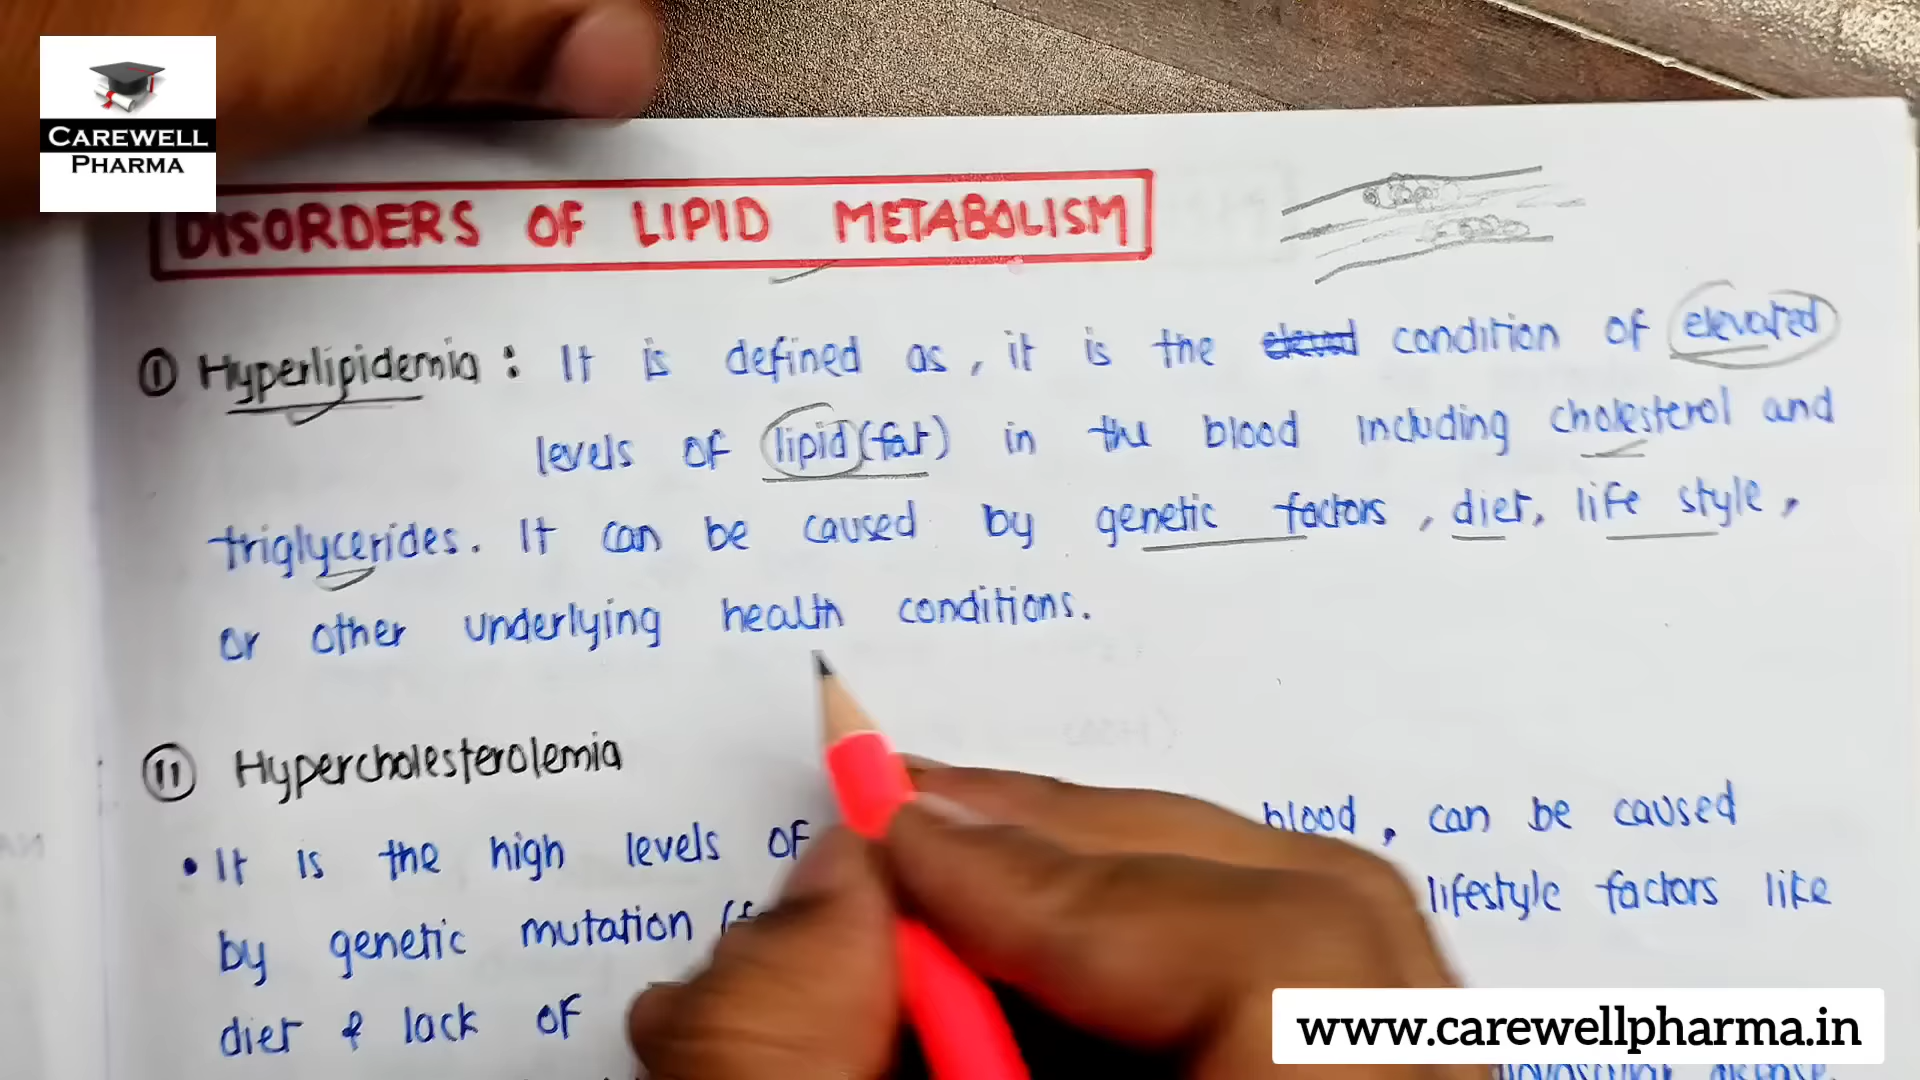 CAREWELL
PHARMA
DISORDERS OF LIPID METABOLISM
① Hyperlipidemia : It is defined as, it is the condition of elevated
levels of lipid (fat) in the blood including cholesterol and
triglycerides. It can be caused by genetic factors, diet, life style,
or other underlying health conditions.
⑪ Hypercholesterolemia
• It is the high levels of blood, can be caused
by genetic mutation lifestyle factors like
diet & lack of
www.carewellpharma.in